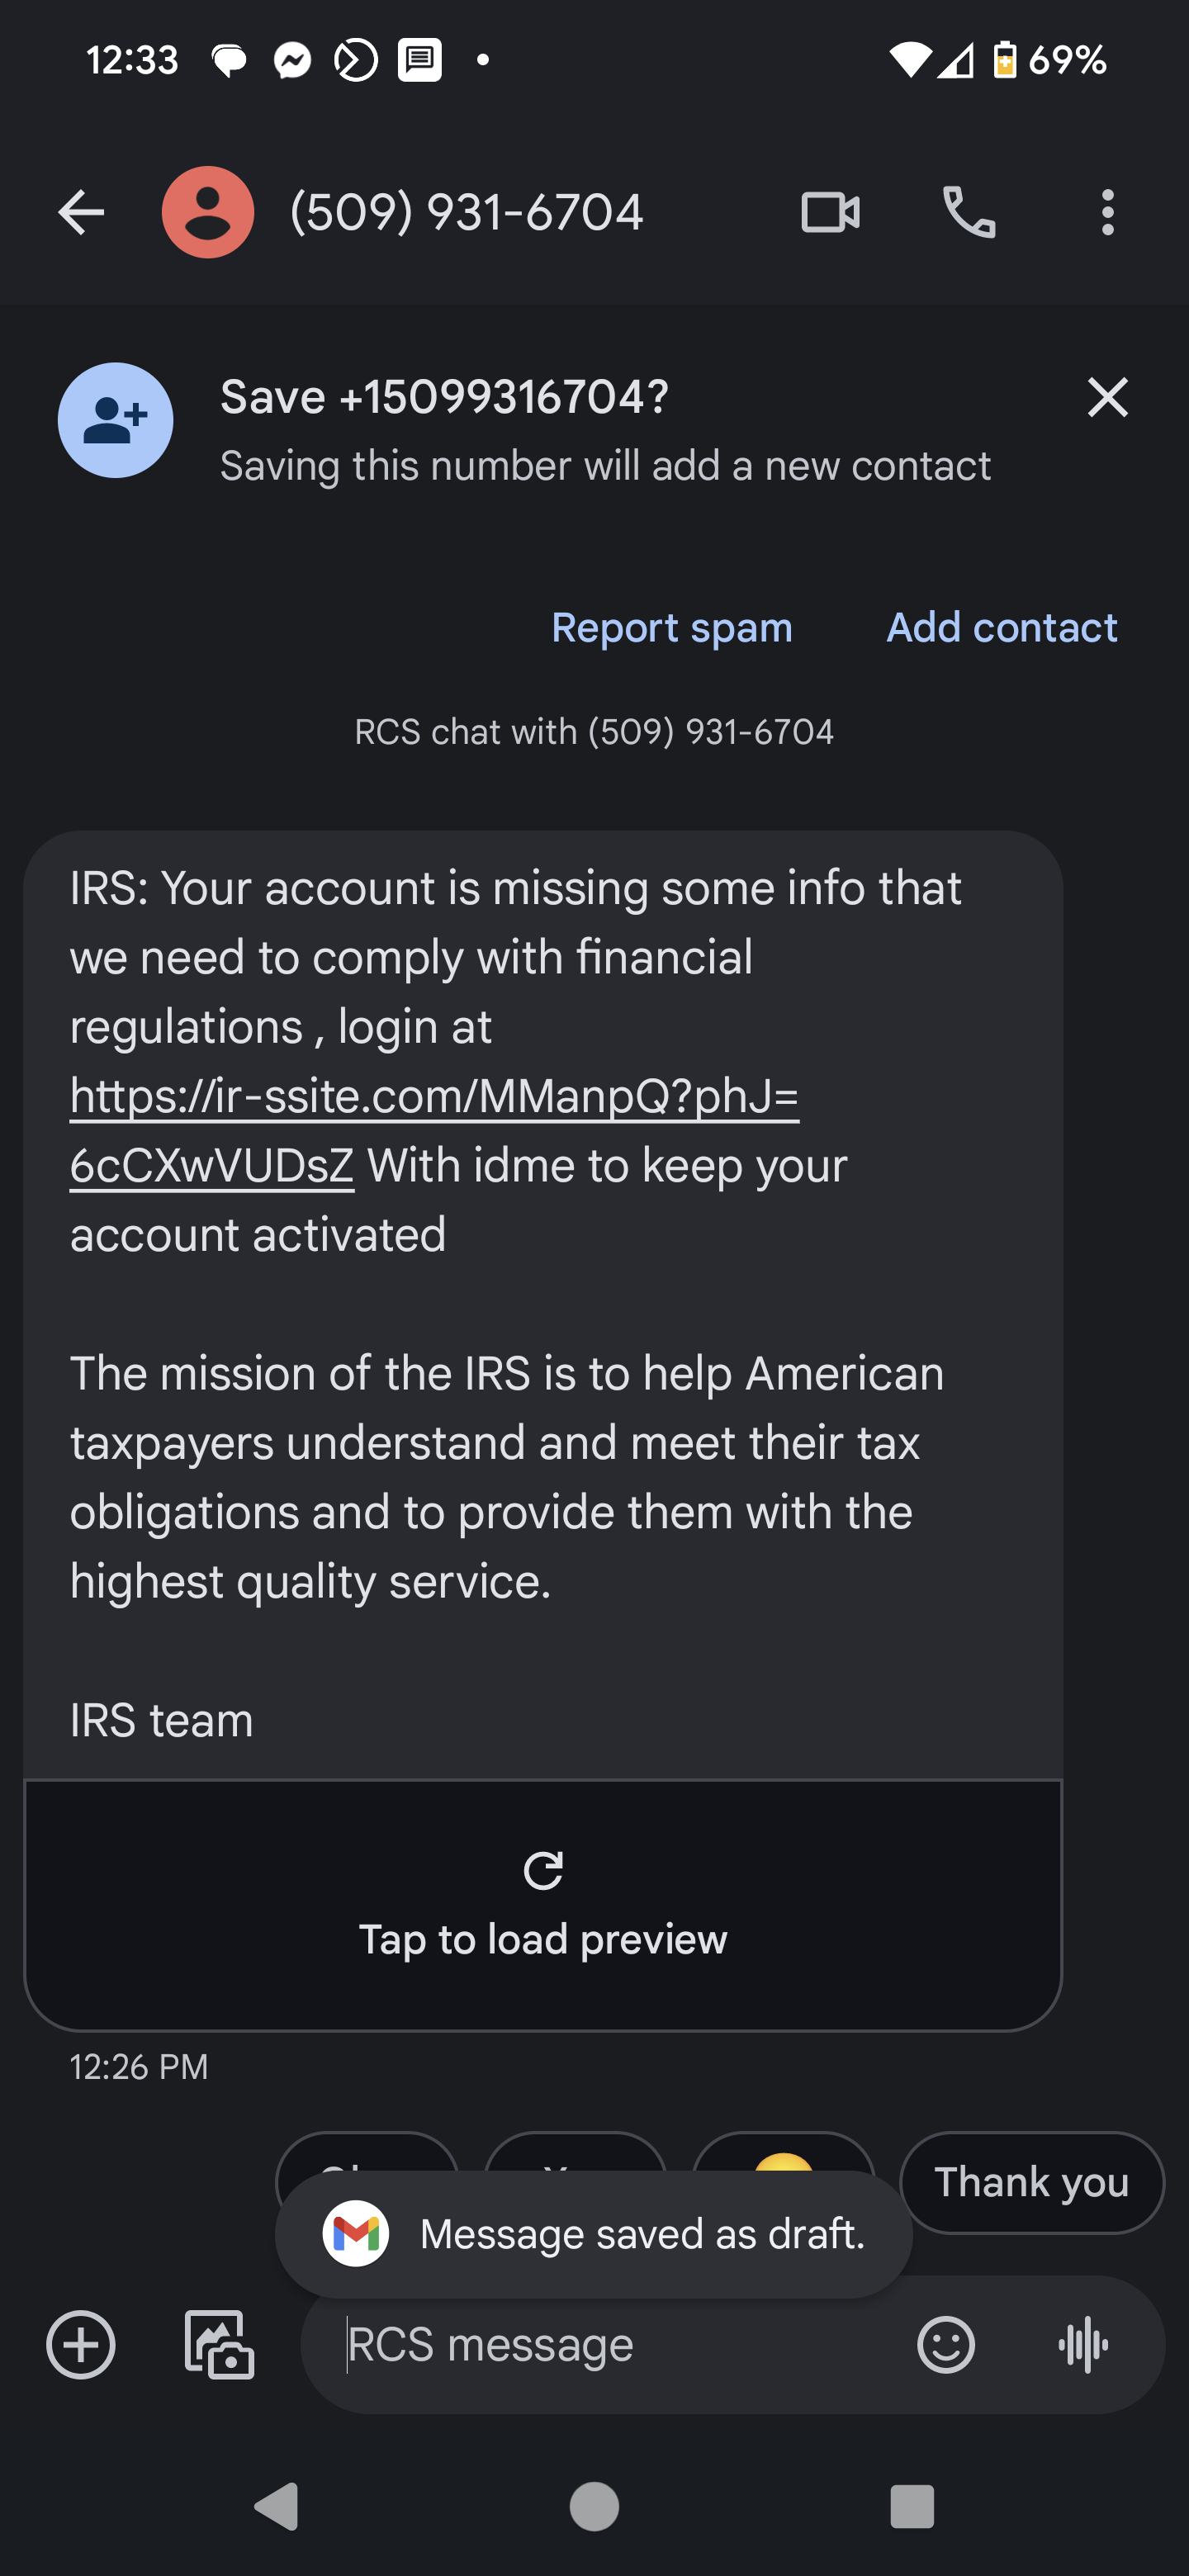 12:33
69%
(509) 931-6704
Save +15099316704?
Saving this number will add a new contact
Report spam Add contact
RCS chat with (509) 931-6704
IRS: Your account is missing some info that
we need to comply with financial
regulations , login at
https://ir-ssite.com/MManpQ?phJ=
6cCXwVUDsZ With idme to keep your
account activated
The mission of the IRS is to help American
taxpayers understand and meet their tax
obligations and to provide them with the
highest quality service.
IRS team
Tap to load preview
12:26 PM
Thank you
Message saved as draft.
RCS message